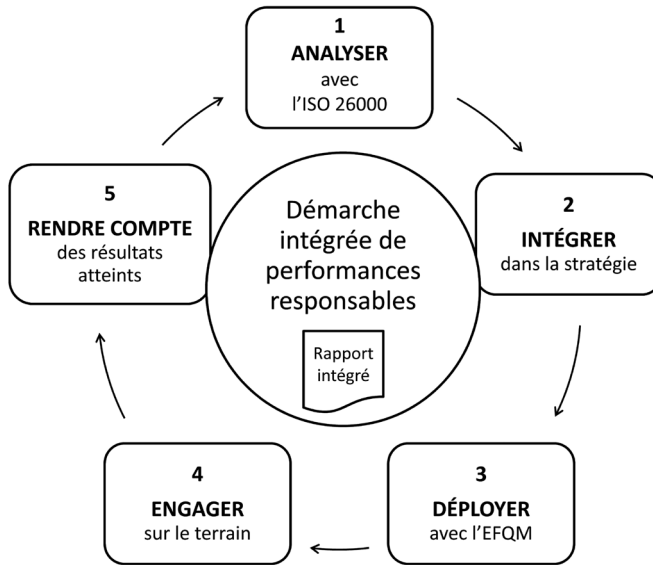 1
ANALYSER
avec
l'ISO 26000
2
INTÉGRER
dans la stratégie
3
DÉPLOYER
avec l'EFQM
4
ENGAGER
sur le terrain
5
RENDRE COMPTE
des résultats
atteints
Démarche
intégrée de
performances
responsables
Rapport
intégré